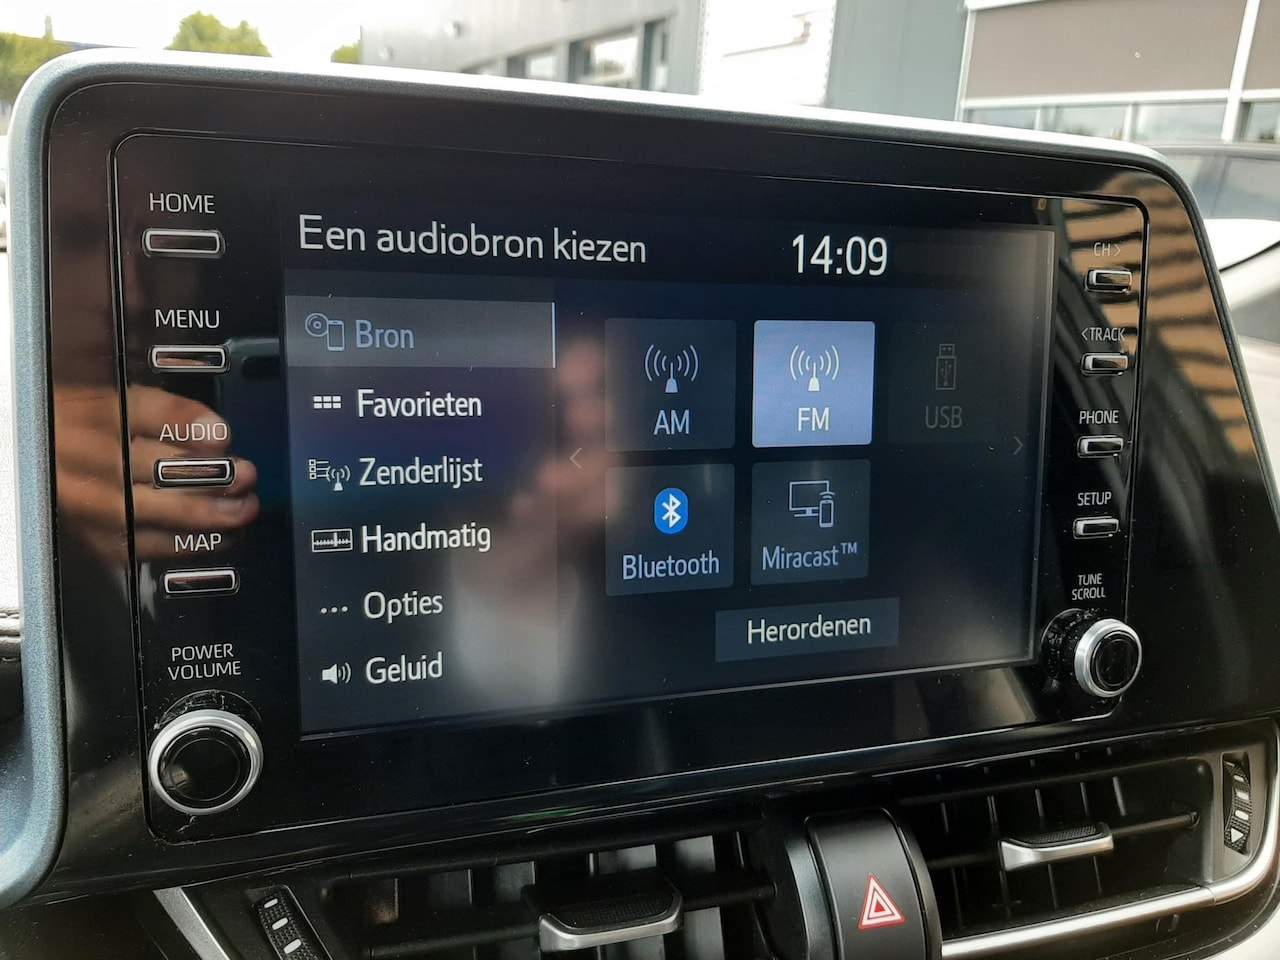 HOME
MENU
AUDIO
MAP
POWER
VOLUME
Een audiobron kiezen
14:09
Bron
Favorieten
Zenderlijst
Handmatig
Opties
Geluid
AM
FM
USB
Bluetooth
Miracast™
Herordenen
CH>
<TRACK
PHONE
SETUP
TUNE
SCROLL